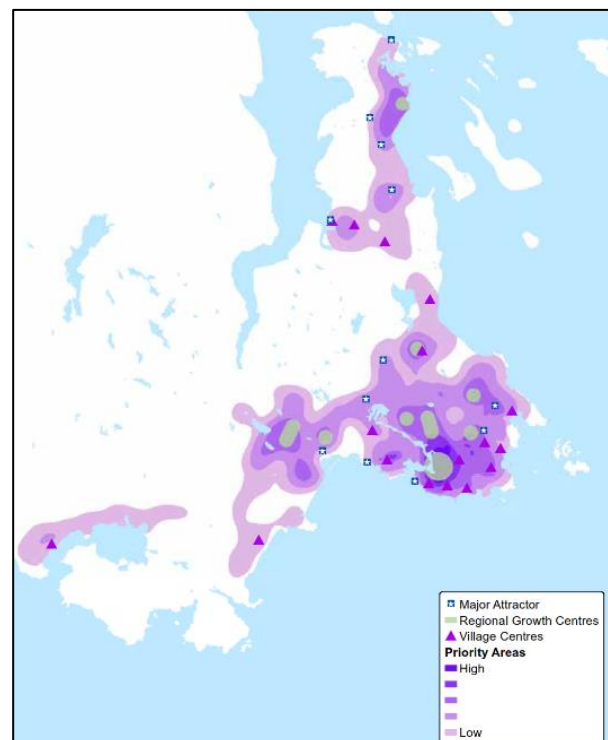 Major Attractor
Regional Growth Centres
Village Centres
Priority Areas
High
Low